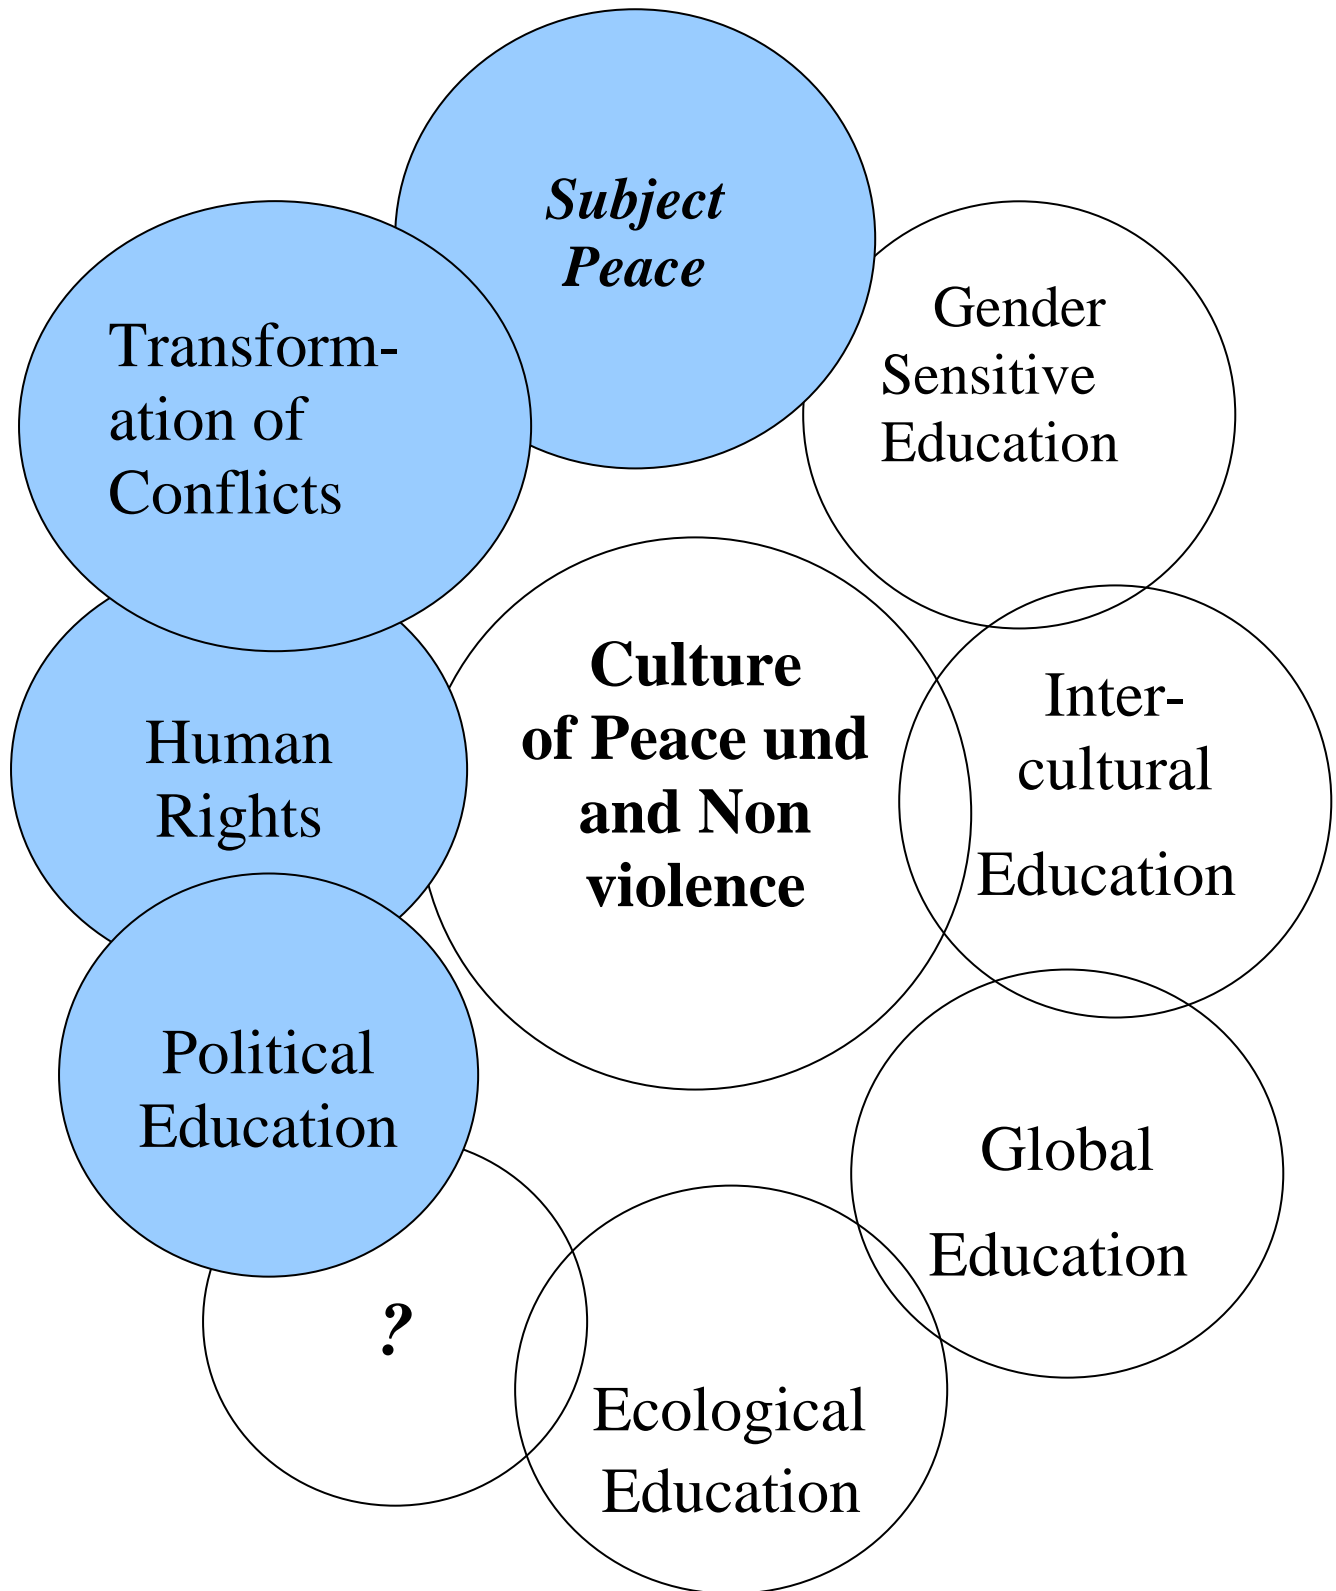 Subject
Peace
Gender
Sensitive
Education
Transform-
ation of
Conflicts
Culture
of Peace und
and Non
violence
Inter-
cultural
Education
Human
Rights
Political
Education
Global
Education
?
Ecological
Education